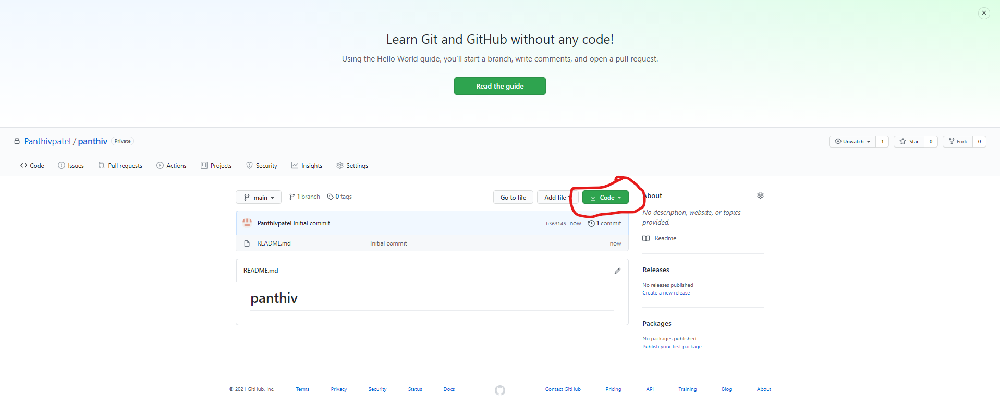 Learn Git and GitHub without any code!
Using the Hello World guide, you’ll start a branch, write comments, and open a pull request.
Read the guide
Panthivpatel / panthiv Private
Unwatch 1 Star 0 Fork 0
Code Issues Pull requests Actions Projects Security Insights Settings
main 1 branch 0 tags Go to file Add file Code
About
No description, website, or topics
provided.
Readme
Panthivpatel Initial commit b363145 now 1 commit
README.md Initial commit now
README.md
panthiv
Releases
No releases published
Create a new release
Packages
No packages published
Publish your first package
© 2021 GitHub, Inc. Terms Privacy Security Status Docs Contact GitHub Pricing API Training Blog About